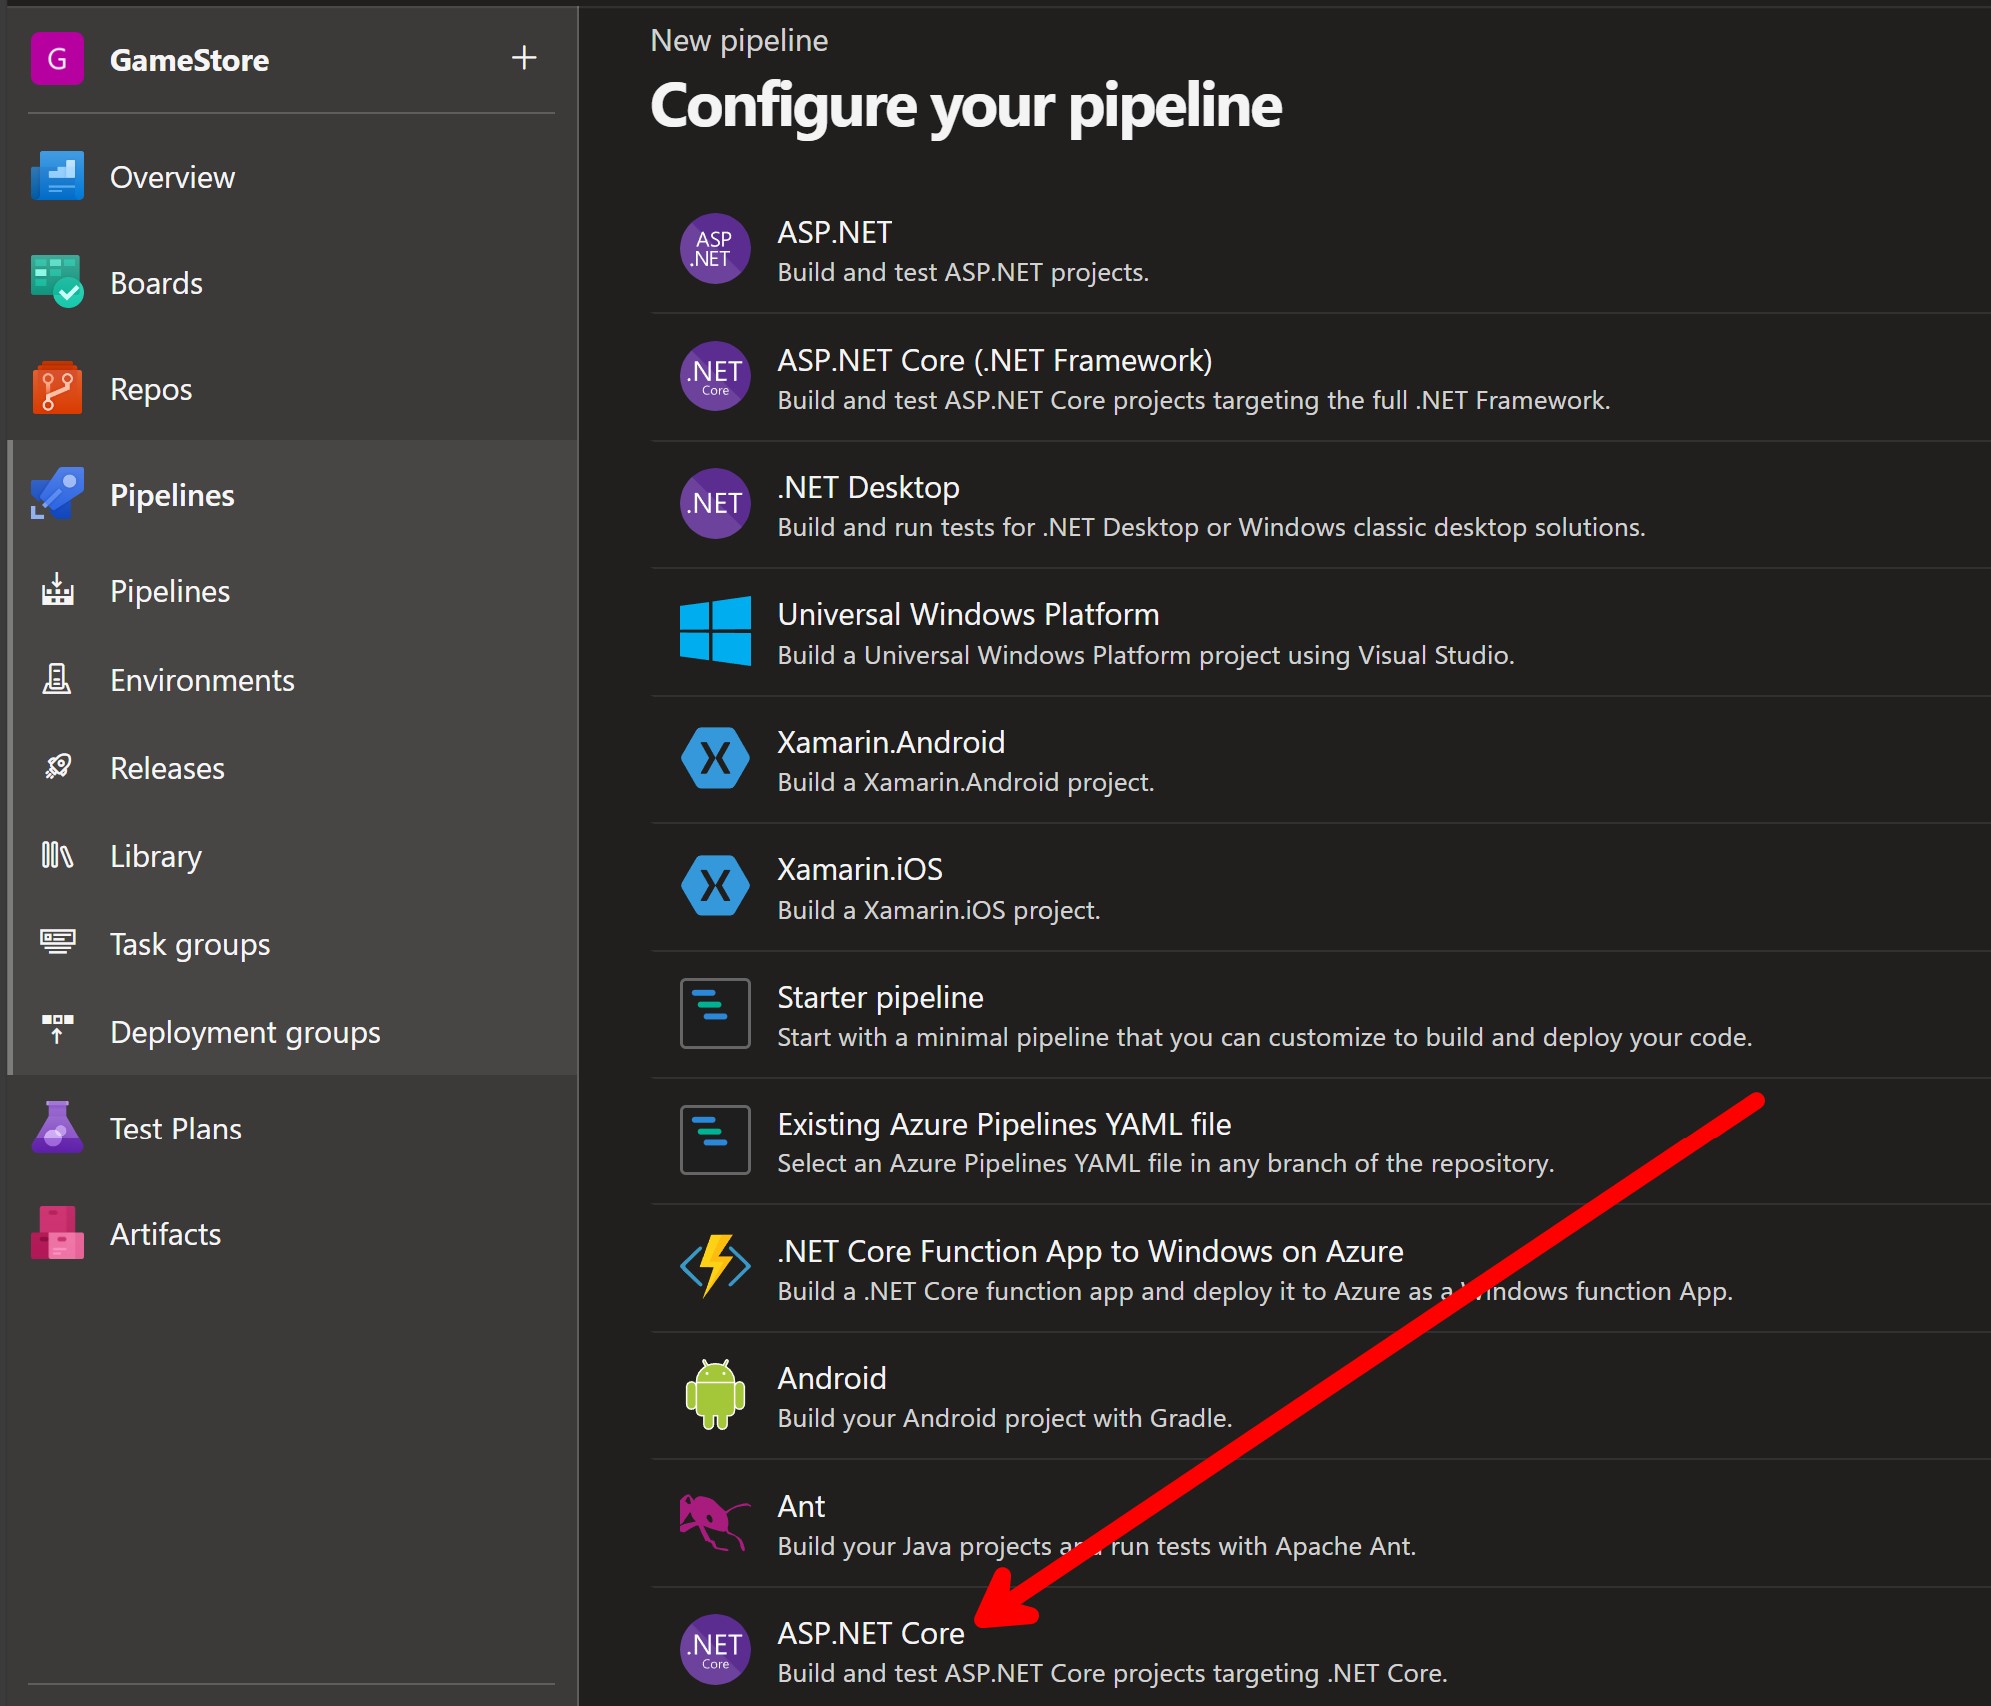 G
GameStore
+
Overview
Boards
Repos
Pipelines
Pipelines
Environments
Releases
Library
Task groups
Deployment groups
Test Plans
Artifacts
New pipeline
Configure your pipeline
ASP
.NET
ASP.NET
Build and test ASP.NET projects.
.NET
Core
ASP.NET Core (.NET Framework)
Build and test ASP.NET Core projects targeting the full .NET Framework.
.NET
.NET Desktop
Build and run tests for .NET Desktop or Windows classic desktop solutions.
Universal Windows Platform
Build a Universal Windows Platform project using Visual Studio.
Xamarin.Android
Build a Xamarin.Android project.
Xamarin.iOS
Build a Xamarin.iOS project.
Starter pipeline
Start with a minimal pipeline that you can customize to build and deploy your code.
Existing Azure Pipelines YAML file
Select an Azure Pipelines YAML file in any branch of the repository.
.NET Core Function App to Windows on Azure
Build a .NET Core function app and deploy it to Azure as a Windows function App.
Android
Build your Android project with Gradle.
Ant
Build your Java projects and run tests with Apache Ant.
.NET
Core
ASP.NET Core
Build and test ASP.NET Core projects targeting .NET Core.